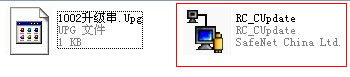 1002升级串.Upg
UPG 文件
1 KB
RC_CUpdate
RC_CUpdate
SafeNet China Ltd.